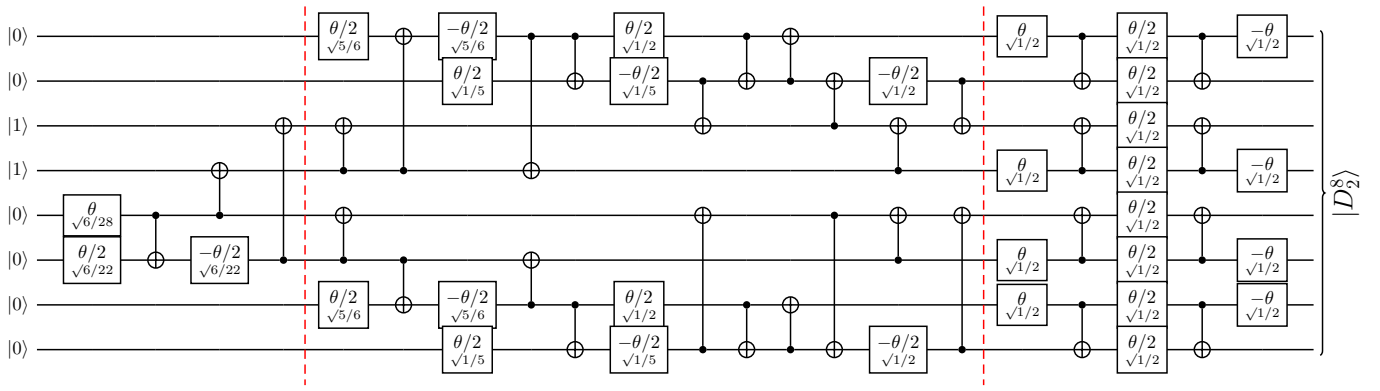 |0⟩ θ/2 √5/6 −θ/2 √5/6 θ/2 √1/2 θ √1/2 θ/2 √1/2 −θ √1/2
|0⟩ θ/2 √1/5 −θ/2 √1/5 −θ/2 √1/2 θ/2 √1/2
|1⟩ θ/2 √1/2
|1⟩ θ √1/2 θ/2 √1/2 −θ √1/2
|0⟩ θ √6/28 θ/2 √1/2
|0⟩ θ/2 √6/22 −θ/2 √6/22 θ √1/2 θ/2 √1/2 −θ √1/2
|0⟩ θ/2 √5/6 −θ/2 √5/6 θ/2 √1/2 θ √1/2 θ/2 √1/2 −θ √1/2
|0⟩ θ/2 √1/5 −θ/2 √1/5 −θ/2 √1/2 θ/2 √1/2
|D₂⁸⟩